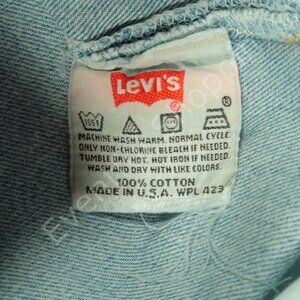 LEVI'S
105F
MACHINE WASH WARM. NORMAL CYCLE.
ONLY NON-CHLORINE BLEACH IF NEEDED.
TUMBLE DRY HOT. HOT IRON IF NEEDED.
WASH AND DRY WITH LIKE COLORS.
100% COTTON
MADE IN U.S.A. WPL 423